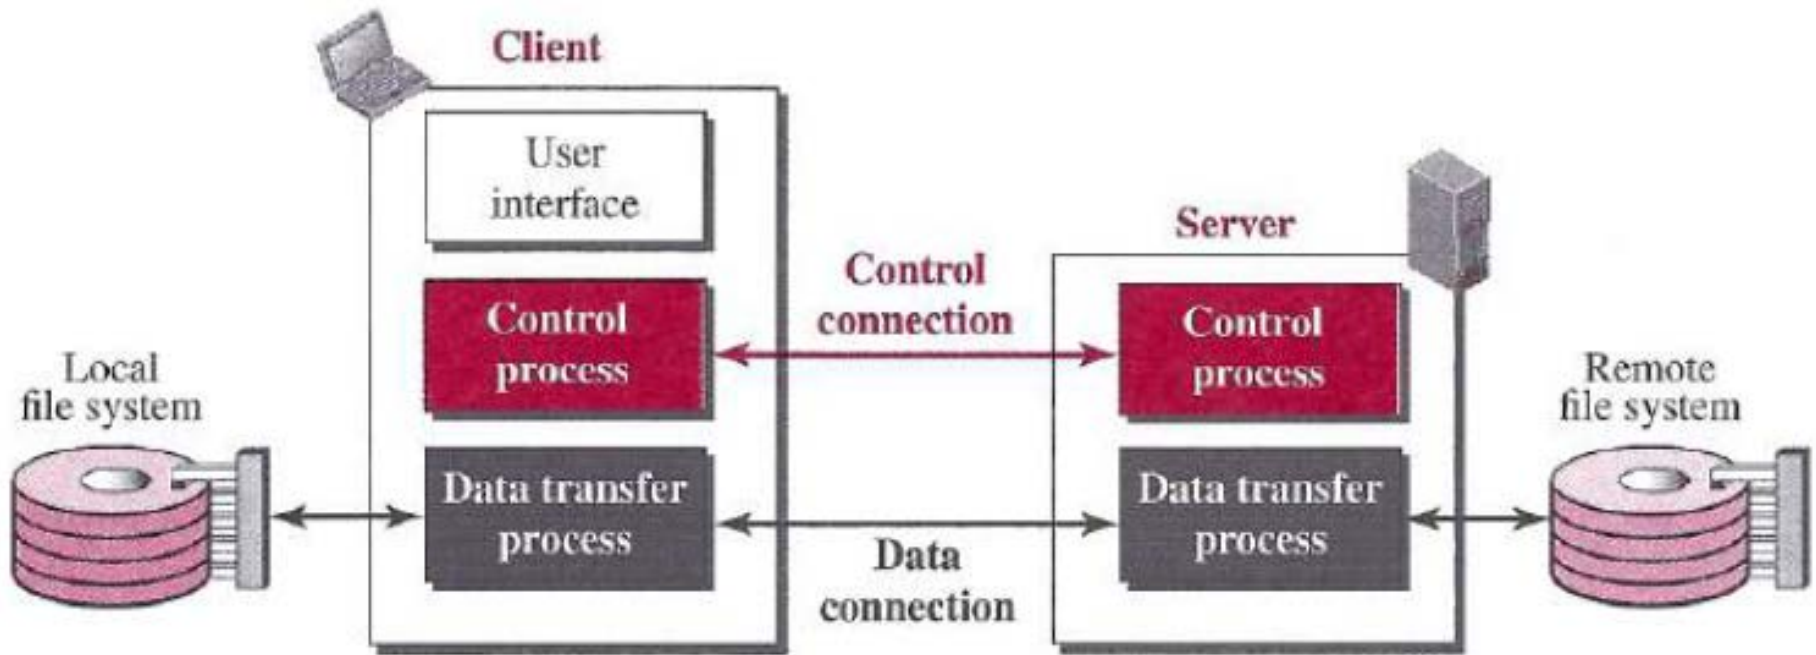 Client
User
interface
Control
process
Local
file system
Data transfer
process
Control
connection
Data
connection
Server
Control
process
Data transfer
process
Remote
file system